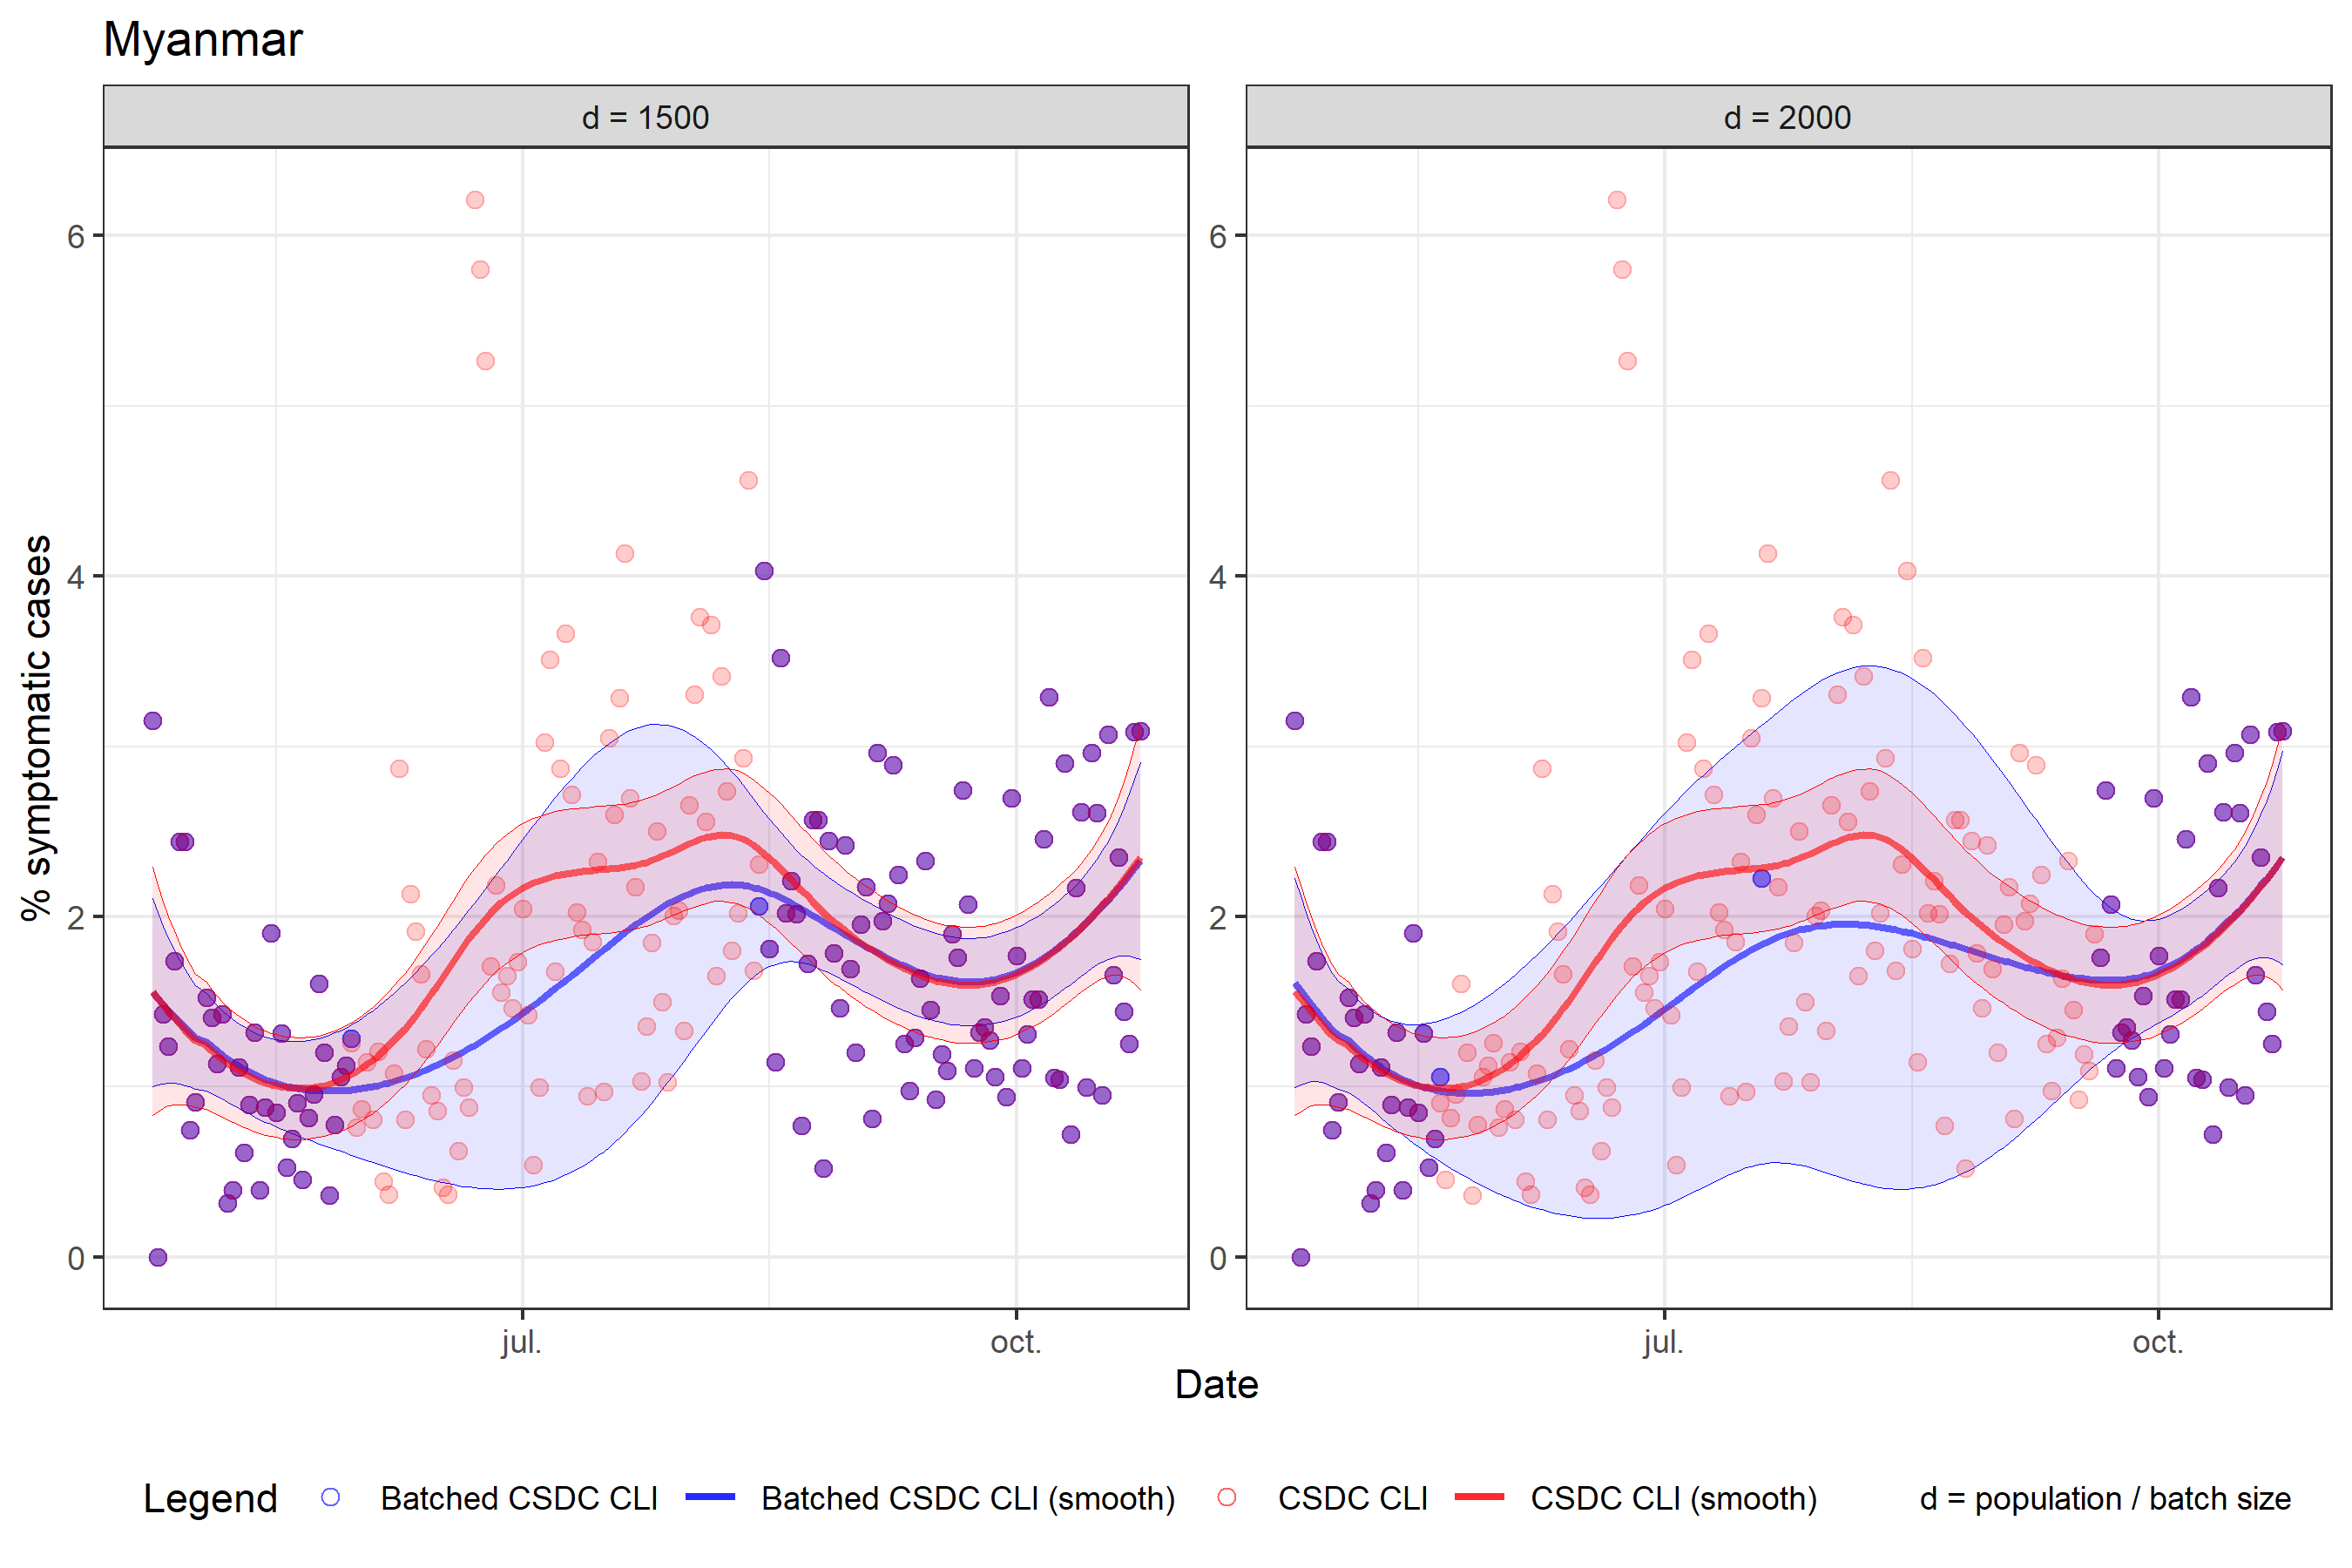 Myanmar
d = 1500
d = 2000
% symptomatic cases
6
4
2
0
6
4
2
0
jul.
oct.
jul.
oct.
Date
Legend
Batched CSDC CLI
Batched CSDC CLI (smooth)
CSDC CLI
CSDC CLI (smooth)
d = population / batch size